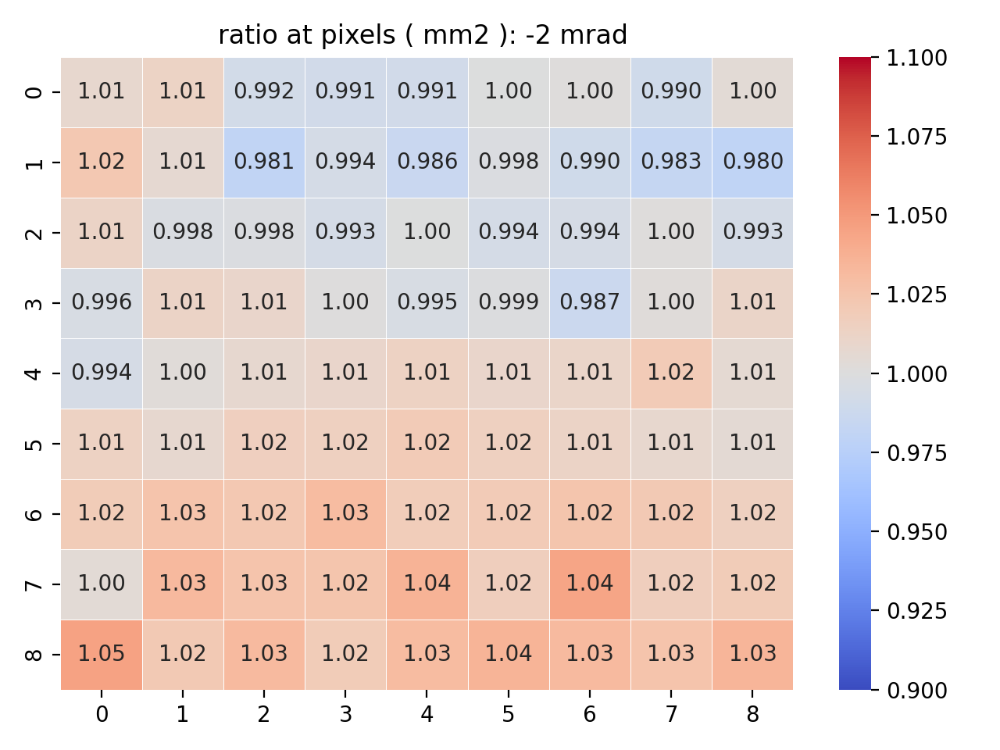 ratio at pixels ( mm2 ): -2 mrad
0 1.01 1.01 0.992 0.991 0.991 1.00 1.00 0.990 1.00
1 1.02 1.01 0.981 0.994 0.986 0.998 0.990 0.983 0.980
2 1.01 0.998 0.998 0.993 1.00 0.994 0.994 1.00 0.993
3 0.996 1.01 1.01 1.00 0.995 0.999 0.987 1.00 1.01
4 0.994 1.00 1.01 1.01 1.01 1.01 1.01 1.02 1.01
5 1.01 1.01 1.02 1.02 1.02 1.02 1.01 1.01 1.01
6 1.02 1.03 1.02 1.03 1.02 1.02 1.02 1.02 1.02
7 1.00 1.03 1.03 1.02 1.04 1.02 1.04 1.02 1.02
8 1.05 1.02 1.03 1.02 1.03 1.04 1.03 1.03 1.03
0 1 2 3 4 5 6 7 8
1.100
1.075
1.050
1.025
1.000
0.975
0.950
0.925
0.900